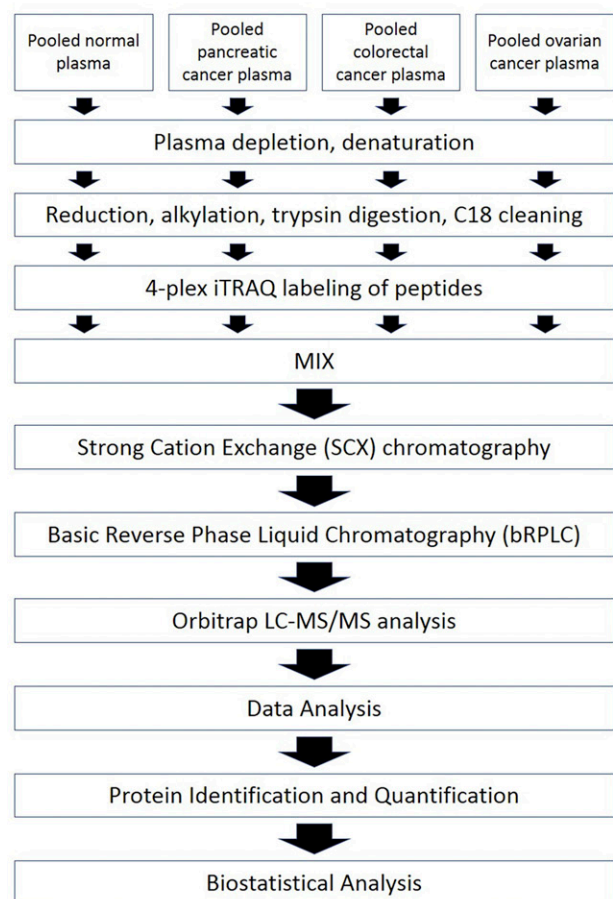 Pooled normal
plasma
Pooled
pancreatic
cancer plasma
Pooled
colorectal
cancer plasma
Pooled ovarian
cancer plasma
Plasma depletion, denaturation
Reduction, alkylation, trypsin digestion, C18 cleaning
4-plex iTRAQ labeling of peptides
MIX
Strong Cation Exchange (SCX) chromatography
Basic Reverse Phase Liquid Chromatography (bRPLC)
Orbitrap LC-MS/MS analysis
Data Analysis
Protein Identification and Quantification
Biostatistical Analysis